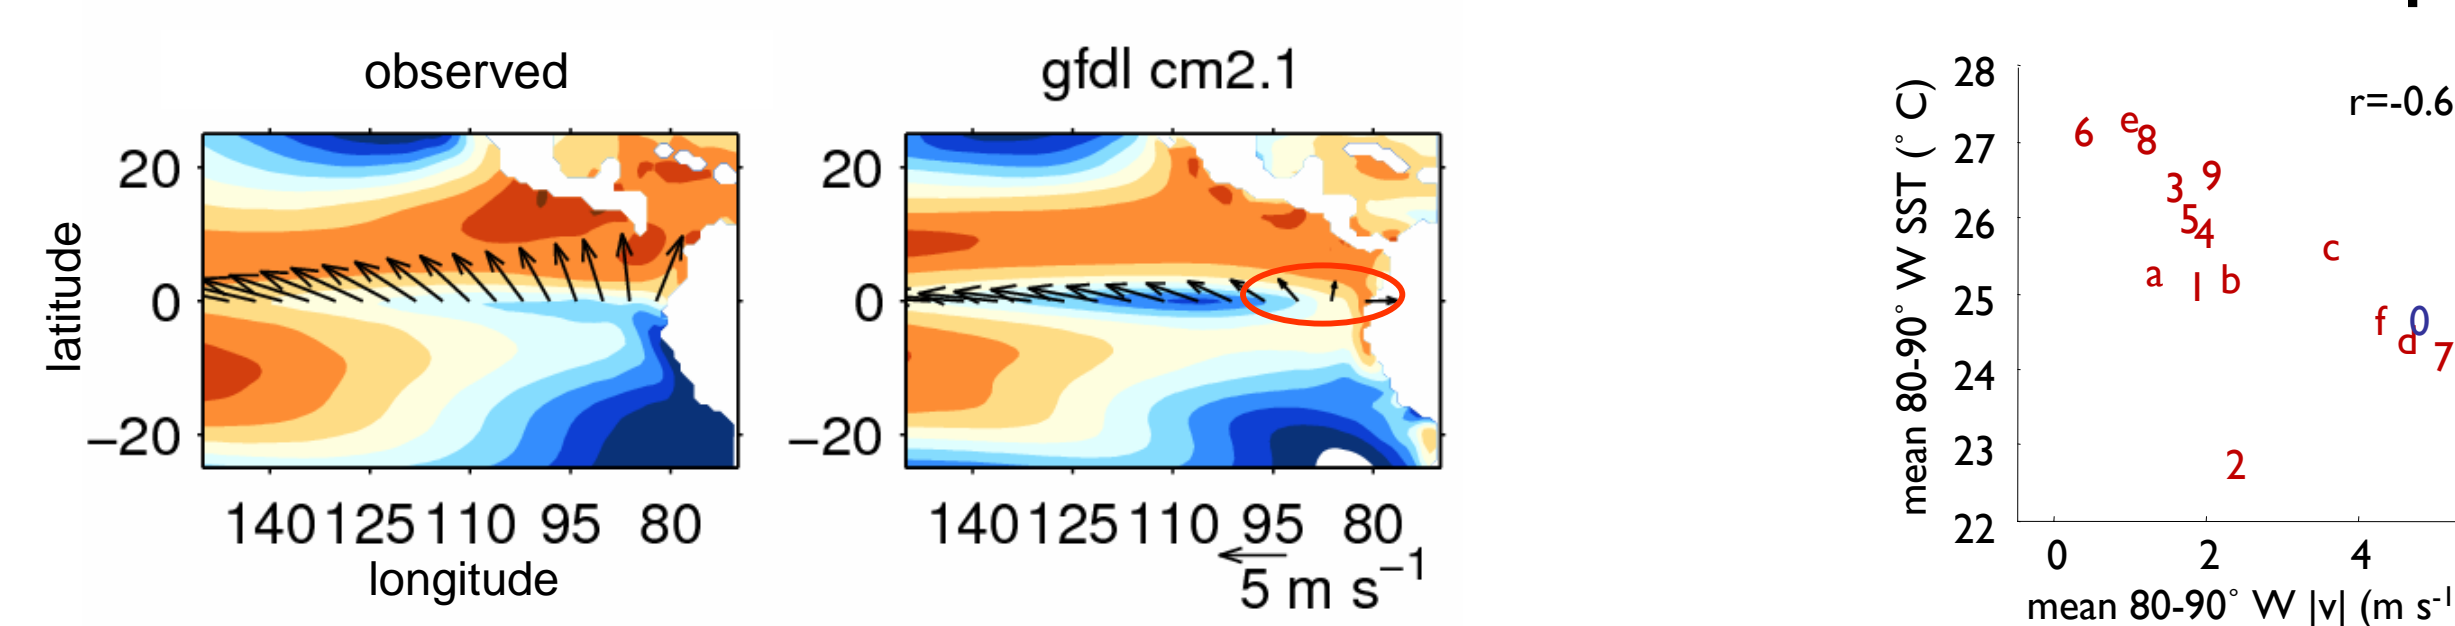 observed
gfdl cm2.1
latitude
20
0
−20
140 125 110 95 80
longitude
20
0
−20
140 125 110 95 80
5 m s−1
mean 80-90° W SST (° C)
28
27
26
25
24
23
22
r=-0.6
6
e
8
3
9
5
4
c
a
1
b
f
0
d
7
2
0 2 4
mean 80-90° W |v| (m s-1